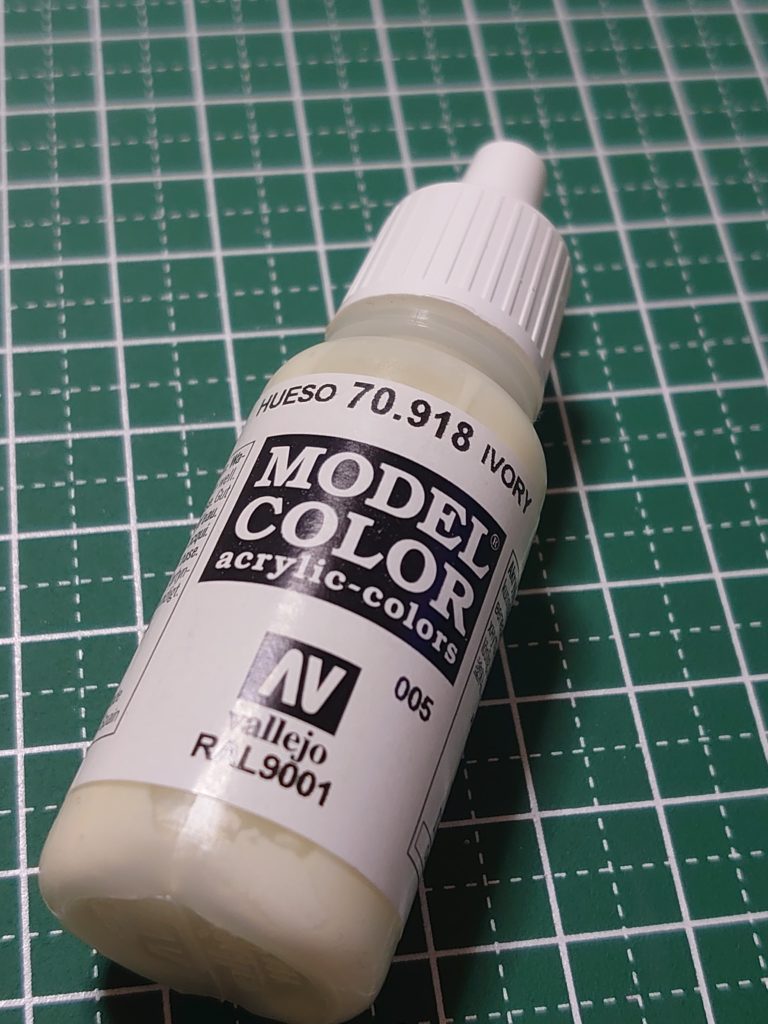 HUESO 70.918 IVORY
MODEL
COLOR®
acrylic-colors
005
AV
vallejo
RAL9001